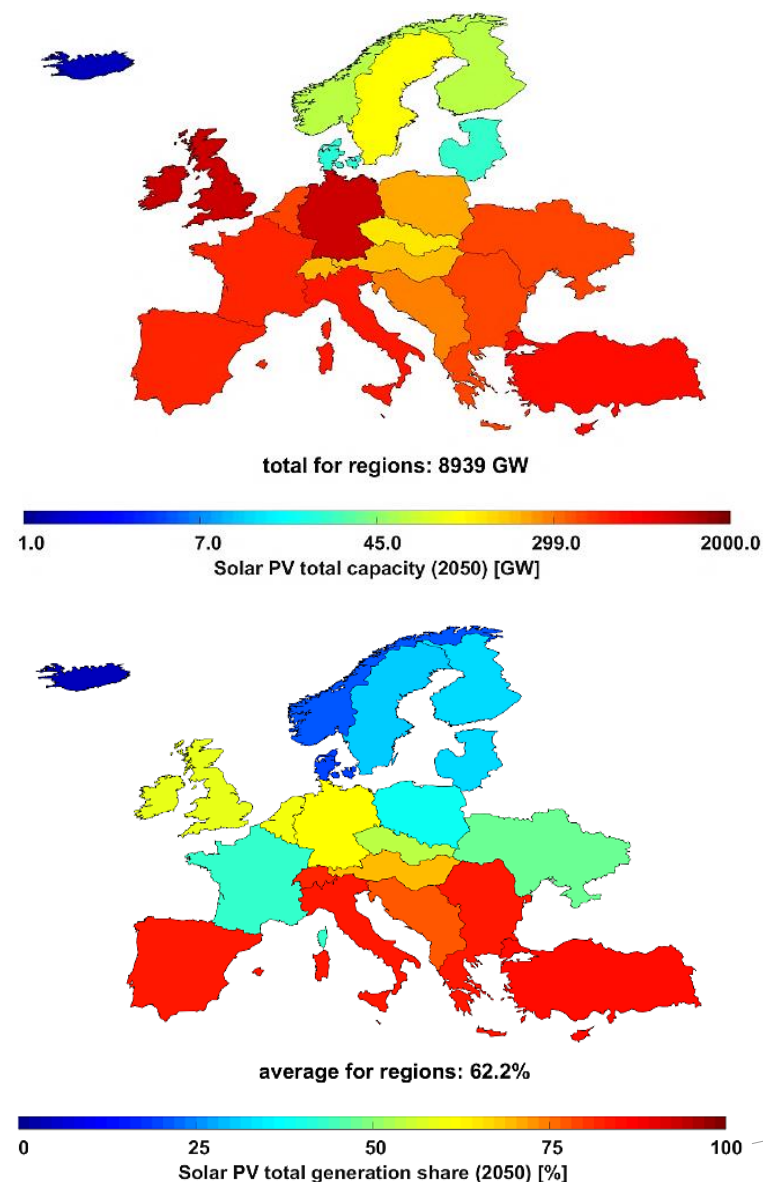 total for regions: 8939 GW
1.0 7.0 45.0 299.0 2000.0
Solar PV total capacity (2050) [GW]
average for regions: 62.2%
0 25 50 75 100
Solar PV total generation share (2050) [%]